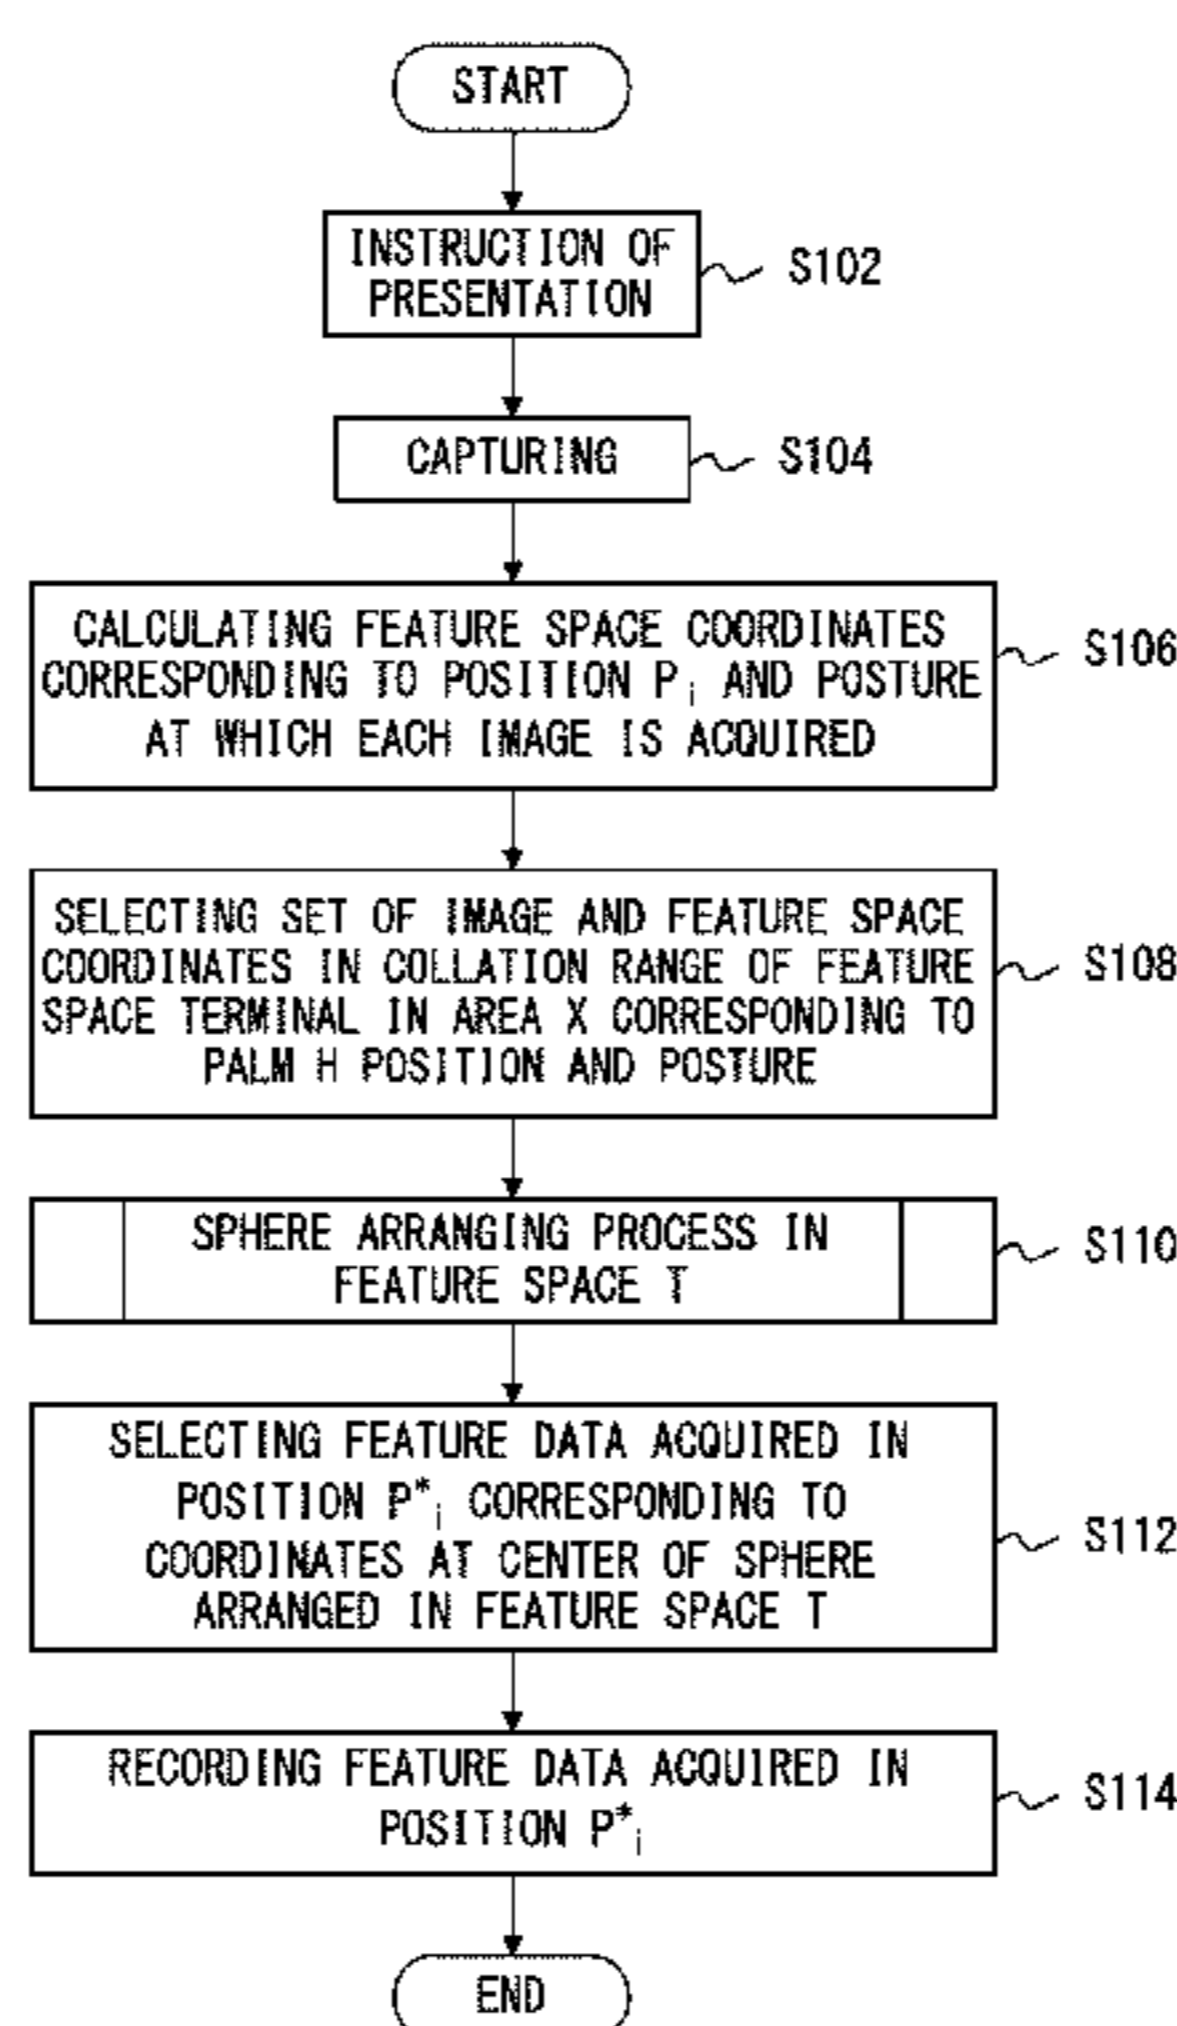 START
INSTRUCTION OF
PRESENTATION
S102
CAPTURING
S104
CALCULATING FEATURE SPACE COORDINATES
CORRESPONDING TO POSITION Pi AND POSTURE
AT WHICH EACH IMAGE IS ACQUIRED
S106
SELECTING SET OF IMAGE AND FEATURE SPACE
COORDINATES IN COLLATION RANGE OF FEATURE
SPACE TERMINAL IN AREA X CORRESPONDING TO
PALM H POSITION AND POSTURE
S108
SPHERE ARRANGING PROCESS IN
FEATURE SPACE T
S110
SELECTING FEATURE DATA ACQUIRED IN
POSITION P*i CORRESPONDING TO
COORDINATES AT CENTER OF SPHERE
ARRANGED IN FEATURE SPACE T
S112
RECORDING FEATURE DATA ACQUIRED IN
POSITION P*i
S114
END